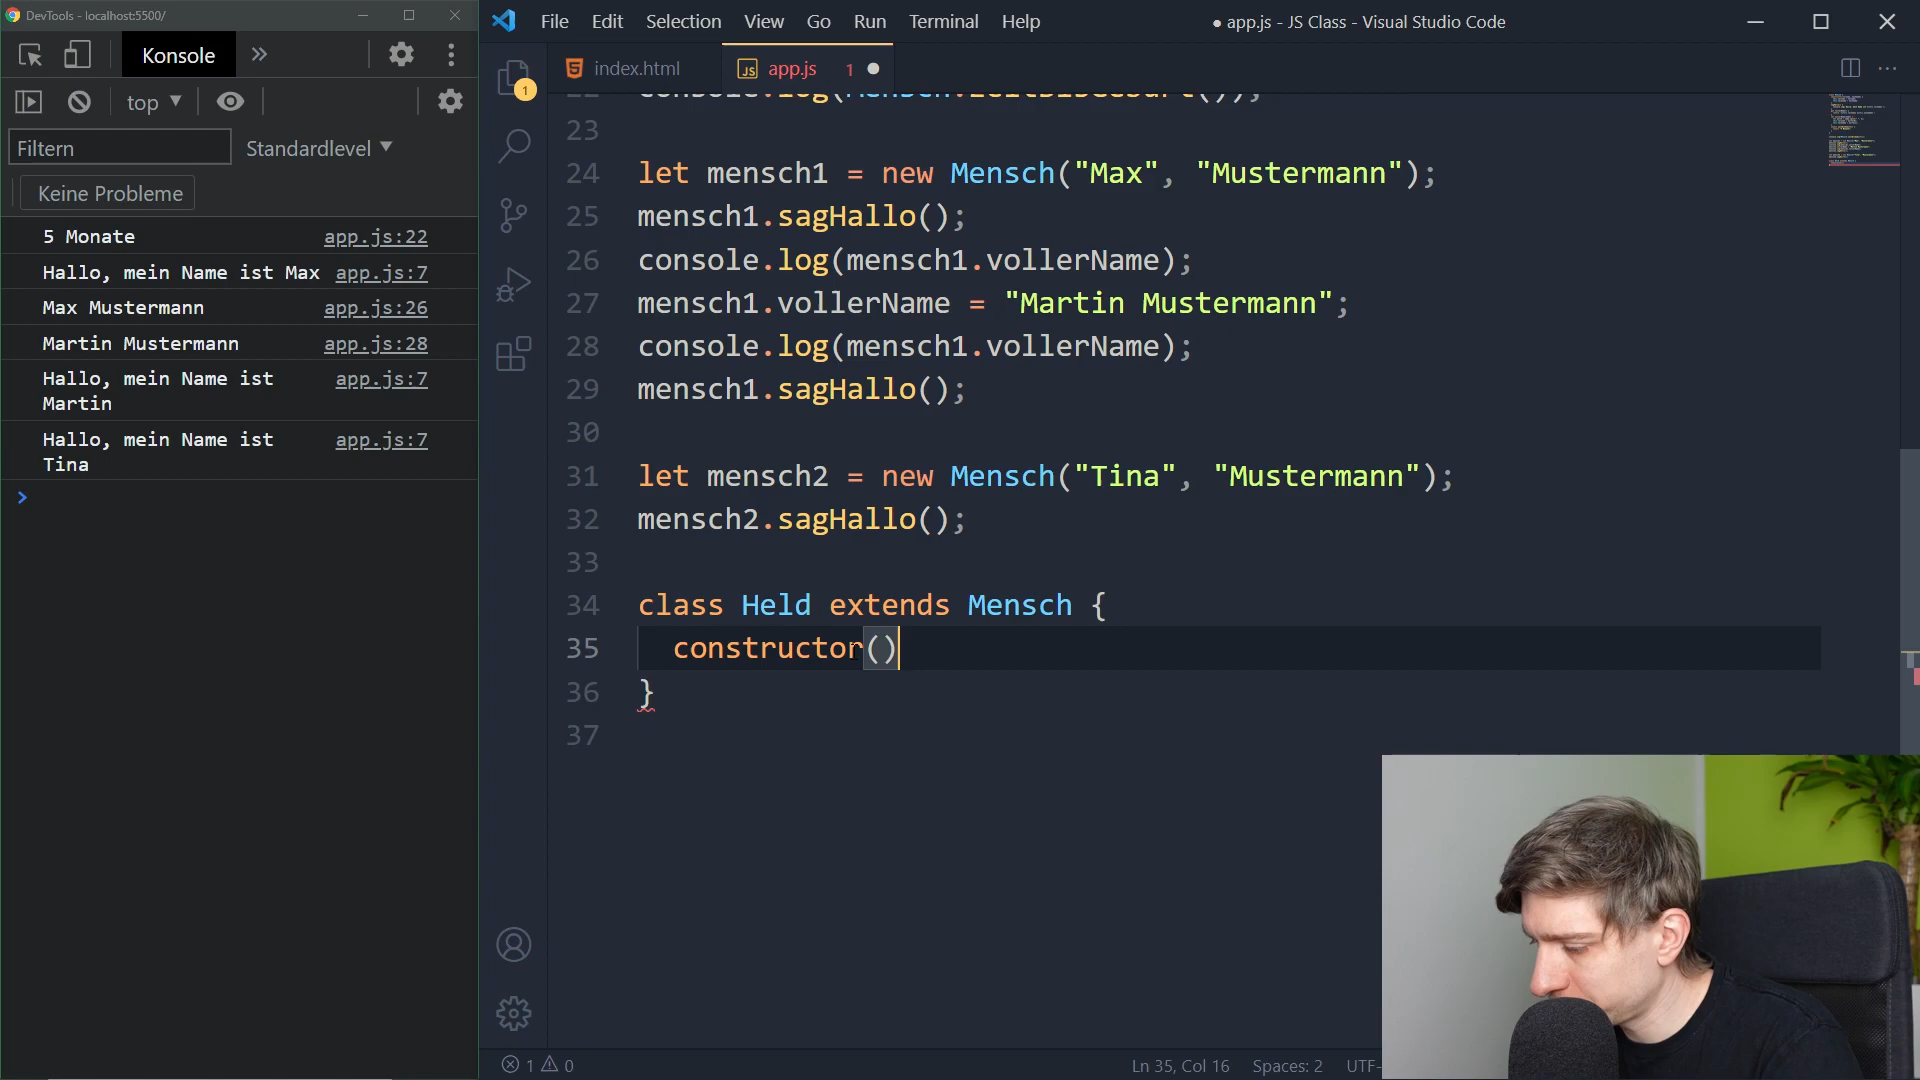 DevTools - localhost:5500/
Konsole
top
Filtern
Standardlevel
Keine Probleme
5 Monate app.js:22
Hallo, mein Name ist Max app.js:7
Max Mustermann app.js:26
Martin Mustermann app.js:28
Hallo, mein Name ist app.js:7
Martin
Hallo, mein Name ist app.js:7
Tina
File Edit Selection View Go Run Terminal Help
● app.js - JS Class - Visual Studio Code
1
index.html
JS app.js 1
23
24 let mensch1 = new Mensch("Max", "Mustermann");
25 mensch1.sagHallo();
26 console.log(mensch1.vollerName);
27 mensch1.vollerName = "Martin Mustermann";
28 console.log(mensch1.vollerName);
29 mensch1.sagHallo();
30
31 let mensch2 = new Mensch("Tina", "Mustermann");
32 mensch2.sagHallo();
33
34 class Held extends Mensch {
35 constructor()
36 }
37
1 0
Ln 35, Col 16 Spaces: 2 UTF-